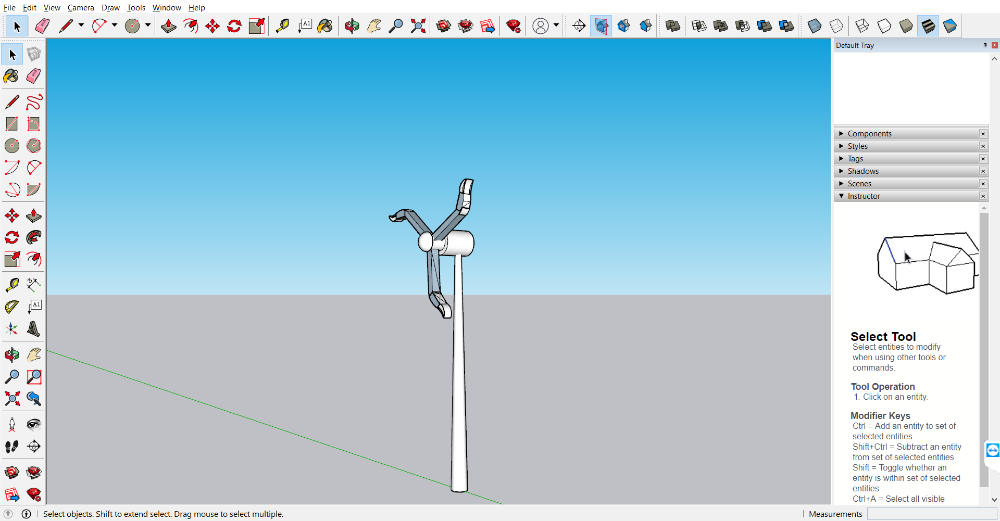 File Edit View Camera Draw Tools Window Help
A1
Default Tray
Components
Styles
Tags
Shadows
Scenes
Instructor
A1
Select Tool
Select entities to modify
when using other tools or
commands.
Tool Operation
1. Click on an entity.
Modifier Keys
Ctrl = Add an entity to set of
selected entities
Shift+Ctrl = Subtract an entity
from set of selected entities
Shift = Toggle whether an
entity is within set of selected
entities
Ctrl+A = Select all visible
Select objects. Shift to extend select. Drag mouse to select multiple.
Measurements